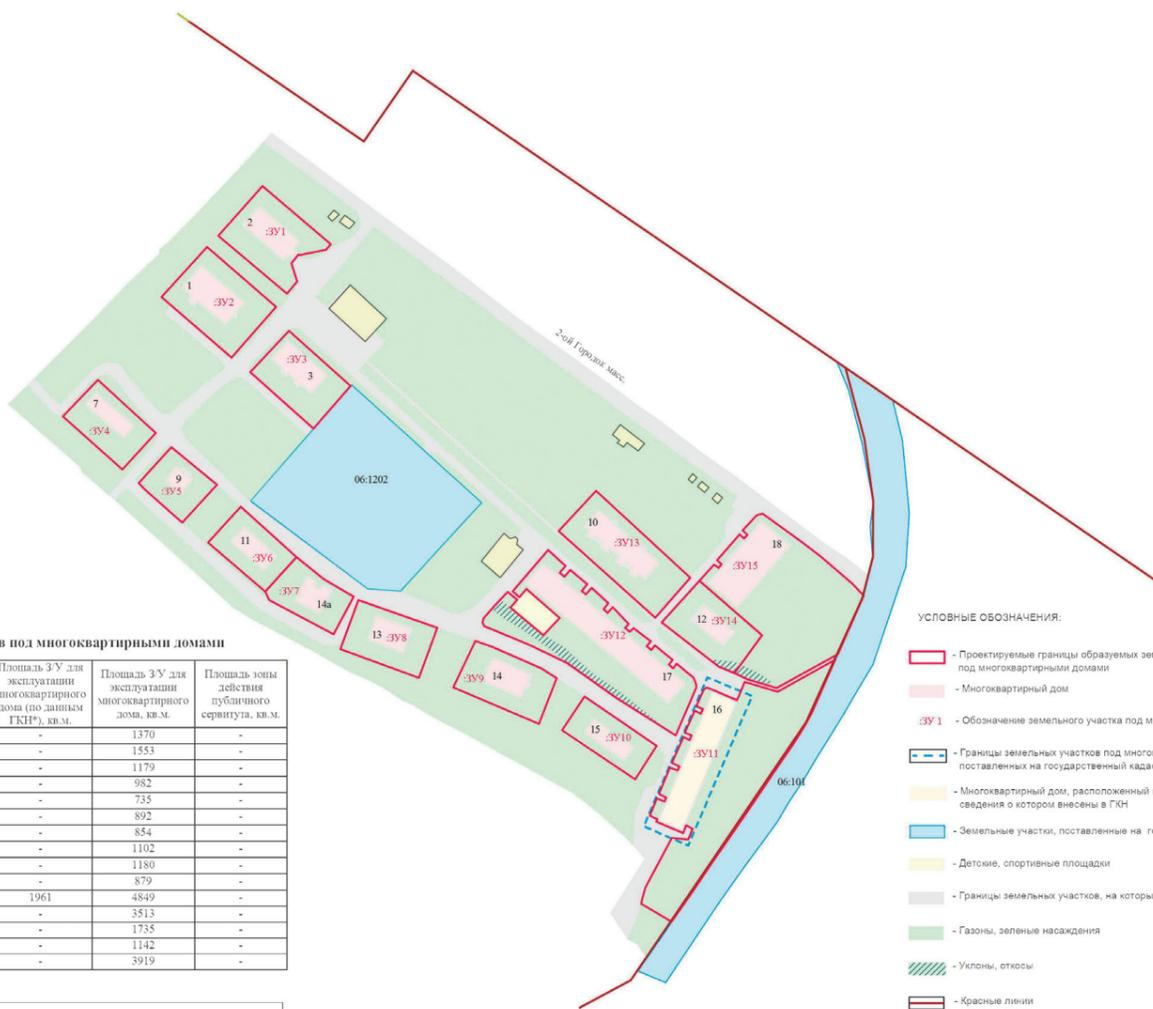 2
:ЗУ1
1
:ЗУ2
:ЗУ3
3
2-ой Городок масс.
7
:ЗУ4
9
:ЗУ5
06:1202
11
:ЗУ6
:ЗУ7
14а
10
:ЗУ13
18
:ЗУ15
12
:ЗУ14
13
:ЗУ8
:ЗУ12
17
:ЗУ9
14
15
:ЗУ10
16
:ЗУ11
06:101
в под многоквартирными домами
Площадь З/У для
эксплуатации
многоквартирного
дома (по данным
ГКН*), кв.м.
Площадь З/У для
эксплуатации
многоквартирного
дома, кв.м.
Площадь зоны
действия
публичного
сервитута, кв.м.
- 1370 -
- 1553 -
- 1179 -
- 982 -
- 735 -
- 892 -
- 854 -
- 1102 -
- 1180 -
- 879 -
1961 4849 -
- 3513 -
- 1735 -
- 1142 -
- 3919 -
УСЛОВНЫЕ ОБОЗНАЧЕНИЯ:
- Проектируемые границы образуемых зе
под многоквартирными домами
- Многоквартирный дом
:ЗУ 1 - Обозначение земельного участка под м
- Границы земельных участков под много
поставленных на государственный када
- Многоквартирный дом, расположенный
сведения о котором внесены в ГКН
- Земельные участки, поставленные на г
- Детские, спортивные площадки
- Границы земельных участков, на которы
- Газоны, зеленые насаждения
- Уклоны, откосы
- Красные линии